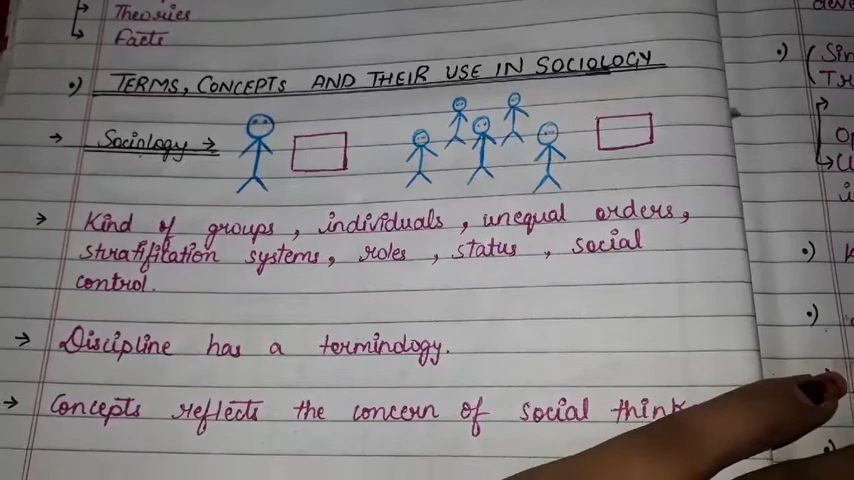 Theories
Facts
TERMS, CONCEPTS AND THEIR USE IN SOCIOLOGY
Sociology →
Kind of groups, individuals, unequal orders,
stratifitation systems, roles, status, social
control.
Discipline has a terminology.
Concepts reflects the concern of social think